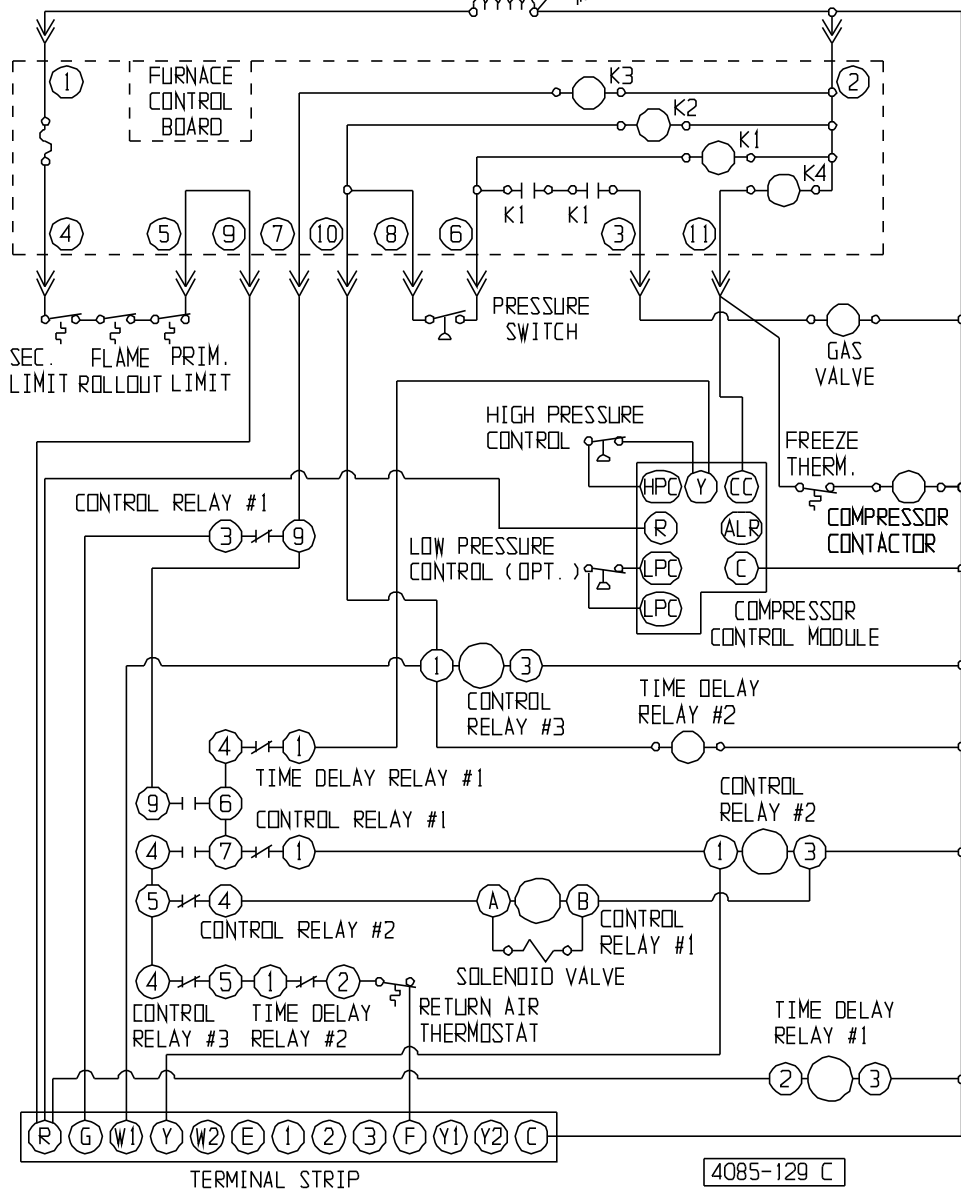 K3
1
FURNACE
CONTROL
BOARD
2
K2
K1
K4
K1 K1
4 5 9 7 10 8 6 3 11
PRESSURE
SWITCH
SEC.
LIMIT
FLAME
ROLLOUT
PRIM.
LIMIT
GAS
VALVE
HIGH PRESSURE
CONTROL
FREEZE
THERM.
HPC Y CC
CONTROL RELAY #1
3 9
R ALR
COMPRESSOR
CONTACTOR
LOW PRESSURE
CONTROL (OPT.)
LPC C
LPC
COMPRESSOR
CONTROL MODULE
1 3
CONTROL
RELAY #3
TIME DELAY
RELAY #2
4 1
TIME DELAY RELAY #1
CONTROL
RELAY #2
9 6
CONTROL RELAY #1
4 7 1 1 3
5 4 A B
CONTROL RELAY #2
CONTROL
RELAY #1
SOLENOID VALVE
4 5 1 2
CONTROL
RELAY #3
TIME DELAY
RELAY #2
RETURN AIR
THERMOSTAT
TIME DELAY
RELAY #1
2 3
R G W1 Y W2 E 1 2 3 F Y1 Y2 C
TERMINAL STRIP
4085-129 C